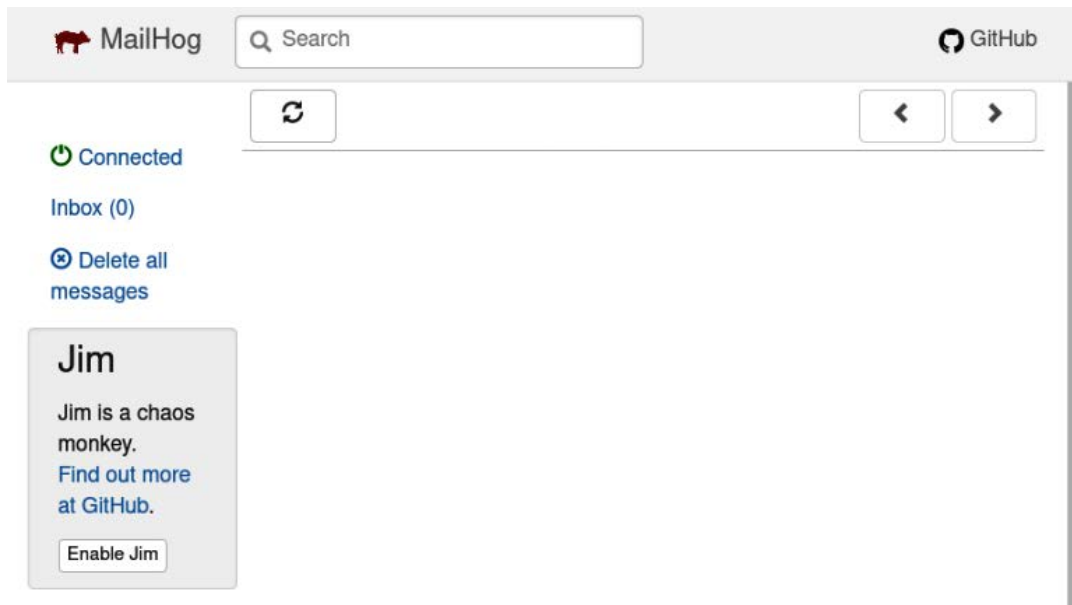 MailHog
Search
GitHub
Connected
Inbox (0)
Delete all
messages
Jim
Jim is a chaos
monkey.
Find out more
at GitHub.
Enable Jim